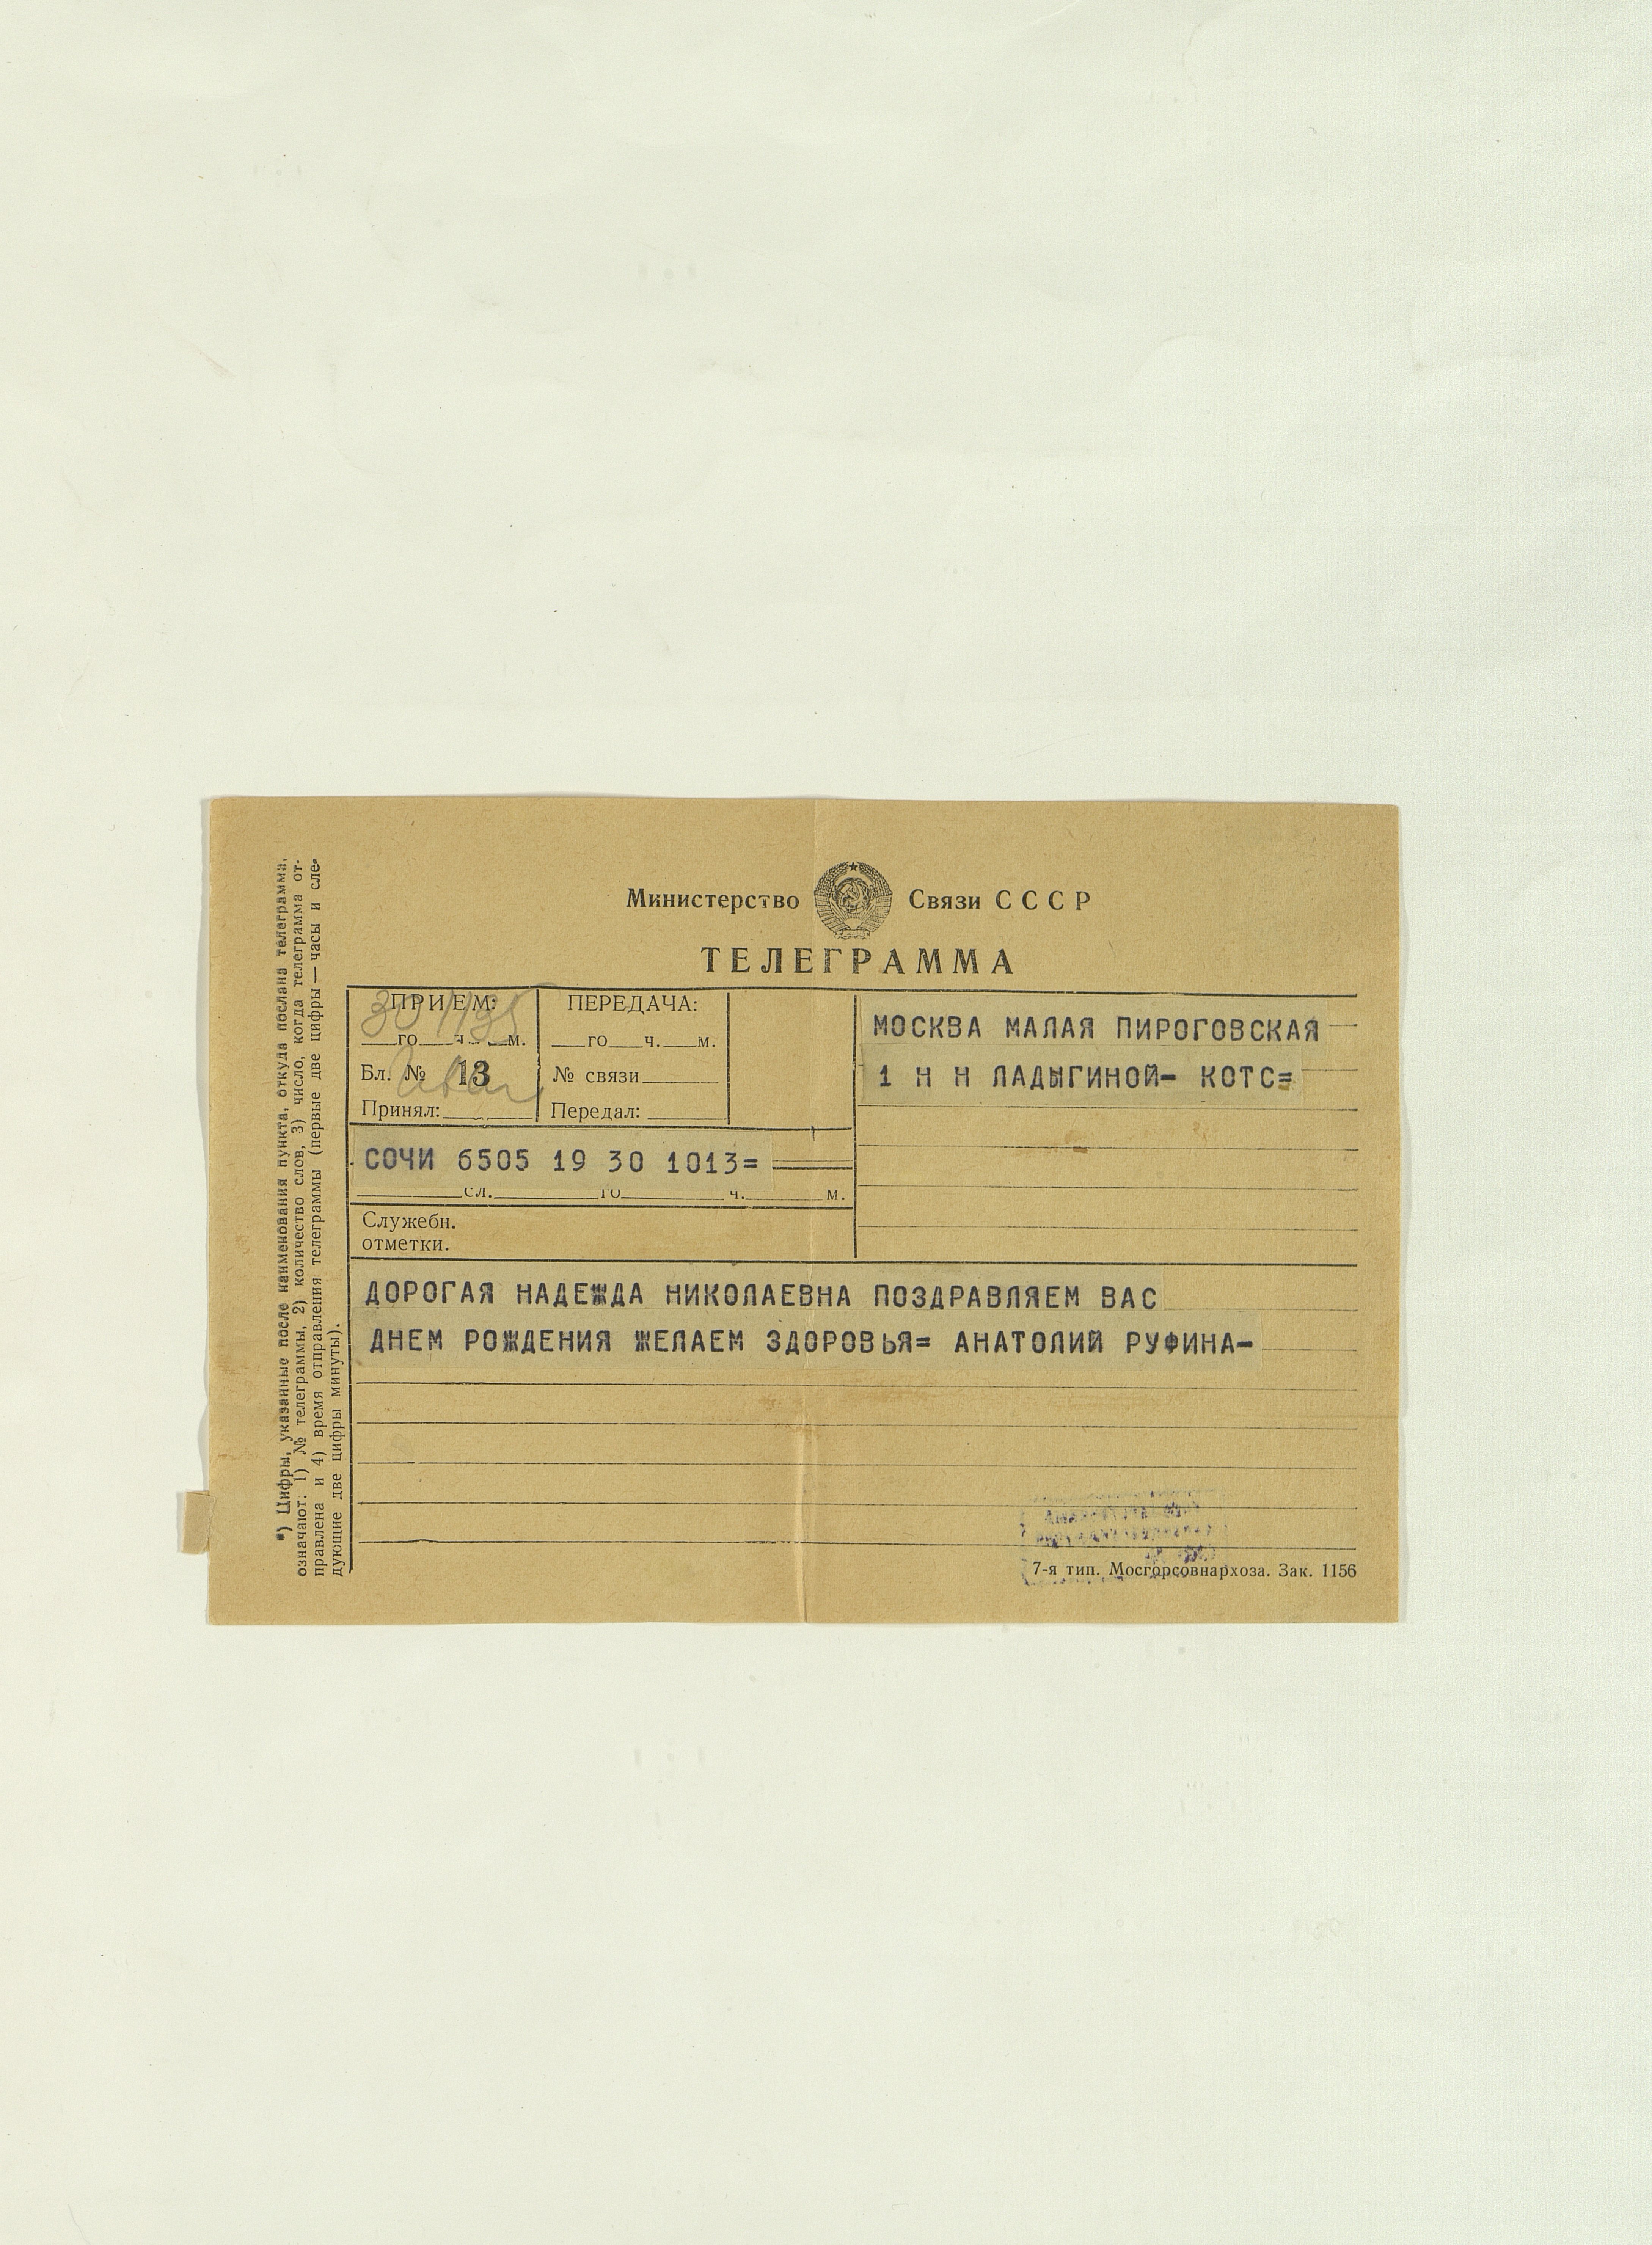 Министерство Связи СССР
ТЕЛЕГРАММА
ПРИЕМ:
30 1135
го ч. м.
Бл. № 13
Принял:
ПЕРЕДАЧА:
го ч. м.
№ связи
Передал:
МОСКВА МАЛАЯ ПИРОГОВСКАЯ
1 Н Н ЛАДЫГИНОЙ- КОТС=
СОЧИ 6505 19 30 1013=
сл. го ч. м.
Служебн.
отметки.
ДОРОГАЯ НАДЕЖДА НИКОЛАЕВНА ПОЗДРАВЛЯЕМ ВАС
ДНЕМ РОЖДЕНИЯ ЖЕЛАЕМ ЗДОРОВЬЯ= АНАТОЛИЙ РУФИНА-
7-я тип. Мосгорсовнархоза. Зак. 1156
*) Цифры, указанные после наименования пункта, откуда послана телеграмма,
означают: 1) № телеграммы, 2) количество слов, 3) число, когда телеграмма от-
правлена и 4) время отправления телеграммы (первые две цифры — часы и сле-
дующие две цифры минуты).